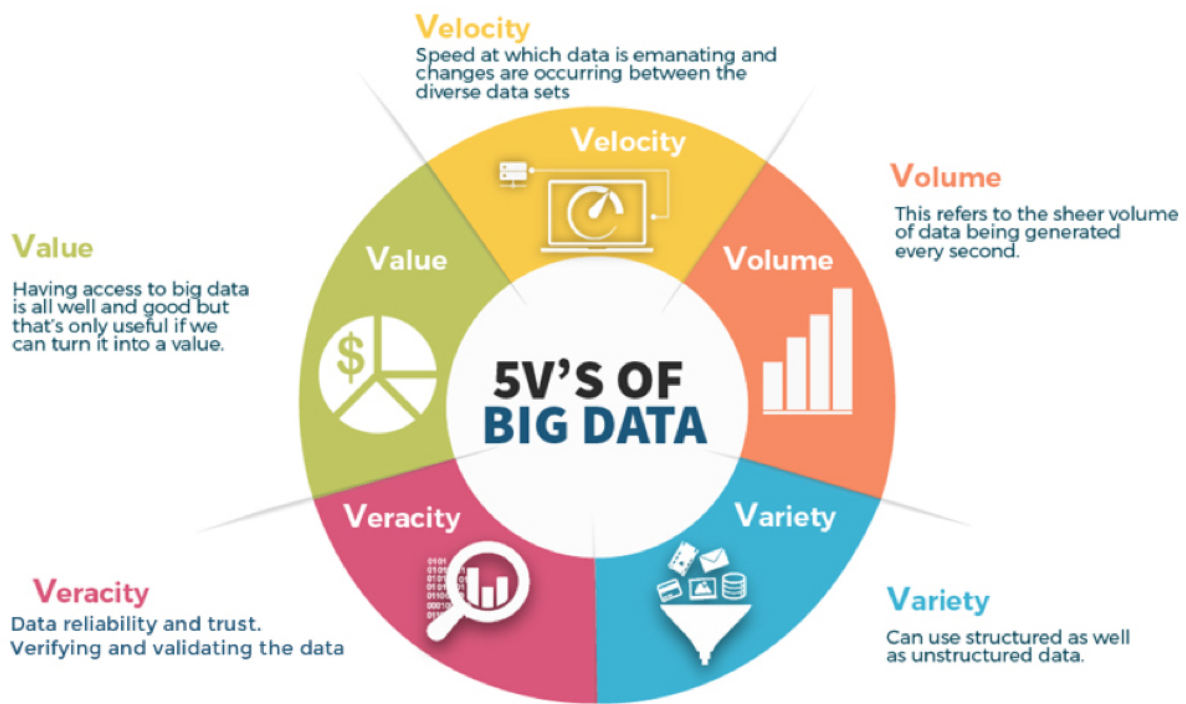 Velocity
Speed at which data is emanating and
changes are occurring between the
diverse data sets
Velocity
Volume
This refers to the sheer volume
of data being generated
every second.
Value
Having access to big data
is all well and good but
that's only useful if we
can turn it into a value.
Value
Volume
$
5V'S OF
BIG DATA
Veracity
Variety
0101
Veracity
Data reliability and trust.
Verifying and validating the data
Variety
Can use structured as well
as unstructured data.